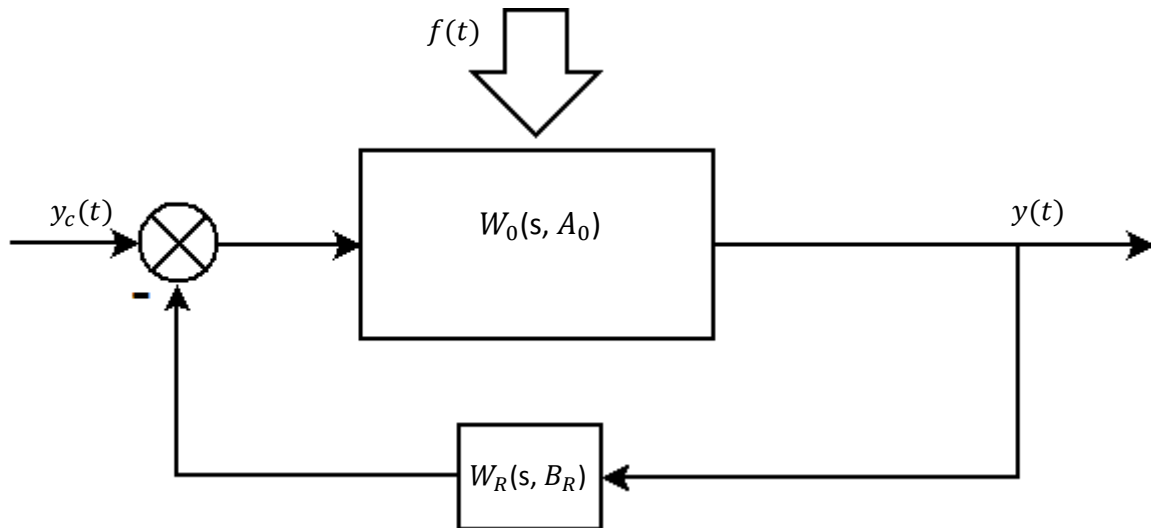 f(t)
y_c(t)
W_0(s, A_0)
y(t)
-
W_R(s, B_R)